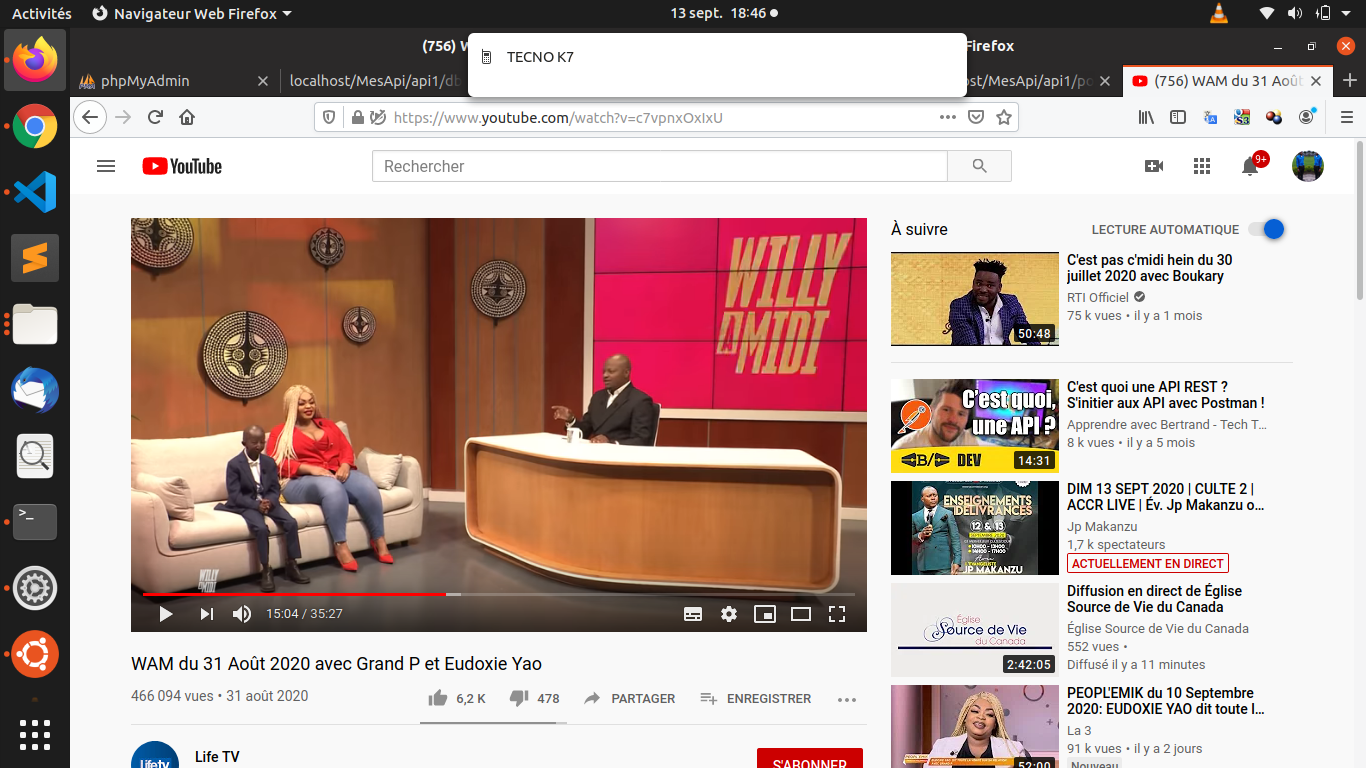 Activités
Navigateur Web Firefox
13 sept. 18:46
(756) W
Firefox
TECNO K7
phpMyAdmin
localhost/MesApi/api1/db
st/MesApi/api1/po
(756) WAM du 31 Août
https://www.youtube.com/watch?v=c7vpnxOxIxU
YouTube
Rechercher
9+
WILLY
A
MIDI
WILLY
MIDI
15:04 / 35:27
WAM du 31 Août 2020 avec Grand P et Eudoxie Yao
466 094 vues • 31 août 2020
6,2 K
478
PARTAGER
ENREGISTRER
Lifetv
Life TV
S'ABONNER
À suivre
LECTURE AUTOMATIQUE
50:48
C'est pas c'midi hein du 30
juillet 2020 avec Boukary
RTI Officiel
75 k vues • il y a 1 mois
C'est quoi,
une API ?
B/ DEV
14:31
C'est quoi une API REST ?
S'initier aux API avec Postman !
Apprendre avec Bertrand - Tech T...
8 k vues • il y a 5 mois
ENSEIGNEMENTS
DELIVRANCES
12 & 13
JP MAKANZU
DIM 13 SEPT 2020 | CULTE 2 |
ACCR LIVE | Év. Jp Makanzu o...
Jp Makanzu
1,7 k spectateurs
ACTUELLEMENT EN DIRECT
Église
Source de Vie
du Canada
2:42:05
Diffusion en direct de Église
Source de Vie du Canada
Église Source de Vie du Canada
552 vues •
Diffusé il y a 11 minutes
52:00
PEOPL'EMIK du 10 Septembre
2020: EUDOXIE YAO dit toute l...
La 3
91 k vues • il y a 2 jours
Nouveau